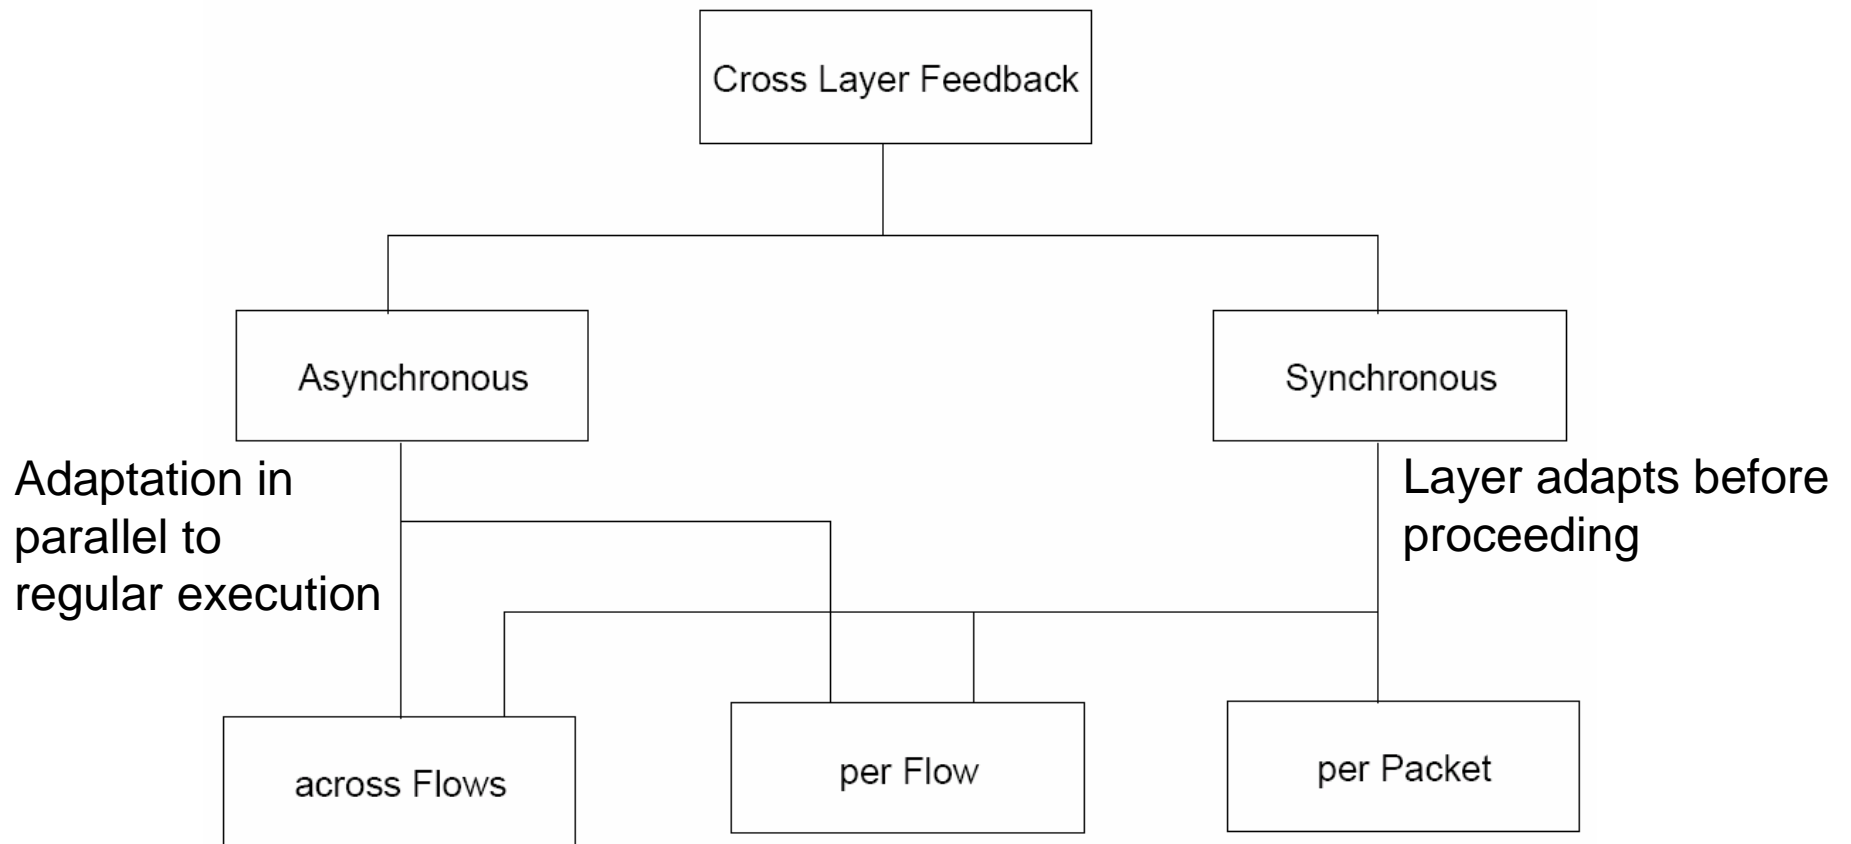 Cross Layer Feedback
Asynchronous
Synchronous
Adaptation in
parallel to
regular execution
Layer adapts before
proceeding
across Flows
per Flow
per Packet